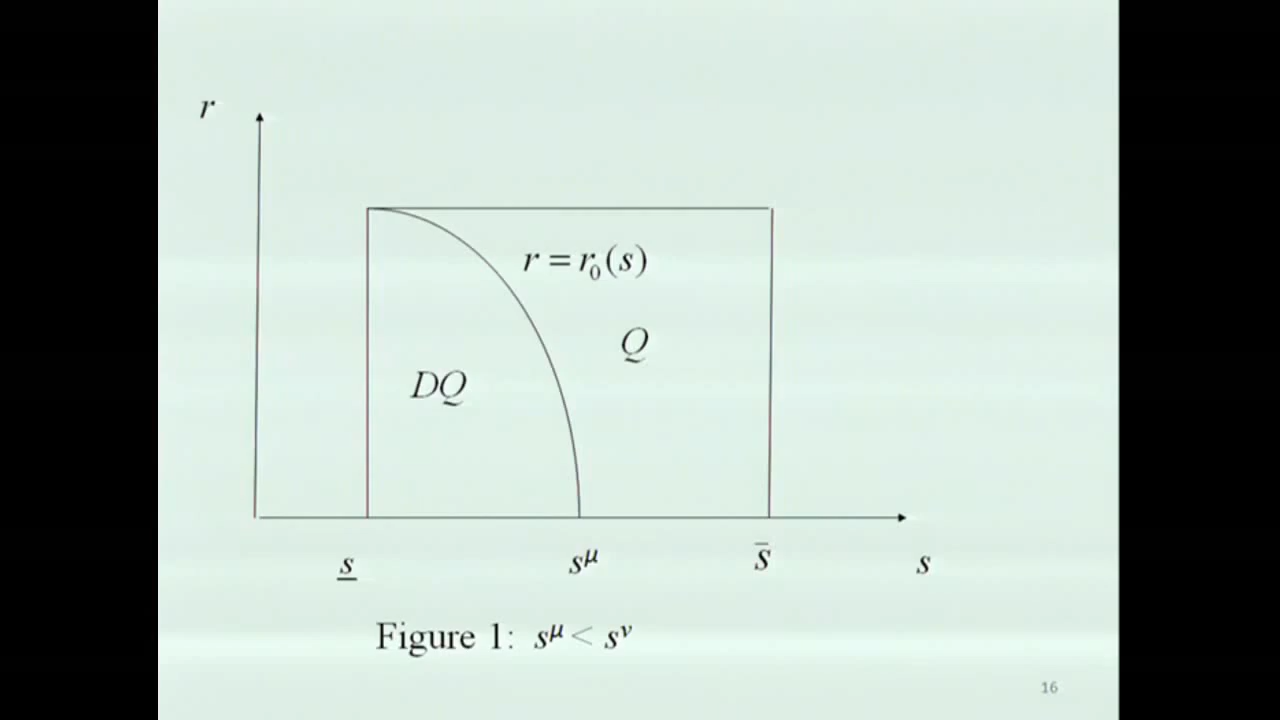 r
r = r₀(s)
Q
DQ
s̲ s^μ s̄ s
Figure 1: s^μ < s^ν
16